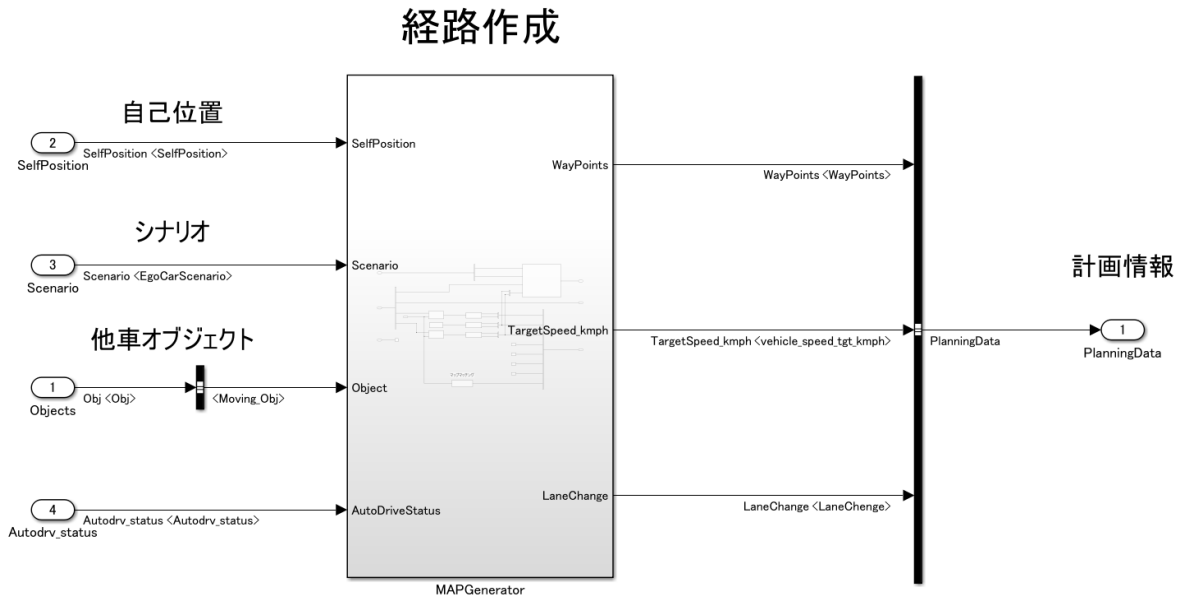 経路作成
自己位置
2
SelfPosition
SelfPosition <SelfPosition>
SelfPosition
シナリオ
3
Scenario
Scenario <EgoCarScenario>
Scenario
他車オブジェクト
1
Objects
Obj <Obj>
<Moving_Obj>
Object
4
Autodrv_status
Autodrv_status <Autodrv_status>
AutoDriveStatus
WayPoints
WayPoints <WayPoints>
TargetSpeed_kmph
TargetSpeed_kmph <vehicle_speed_tgt_kmph>
LaneChange
LaneChange <LaneChenge>
MAPGenerator
計画情報
PlanningData
1
PlanningData